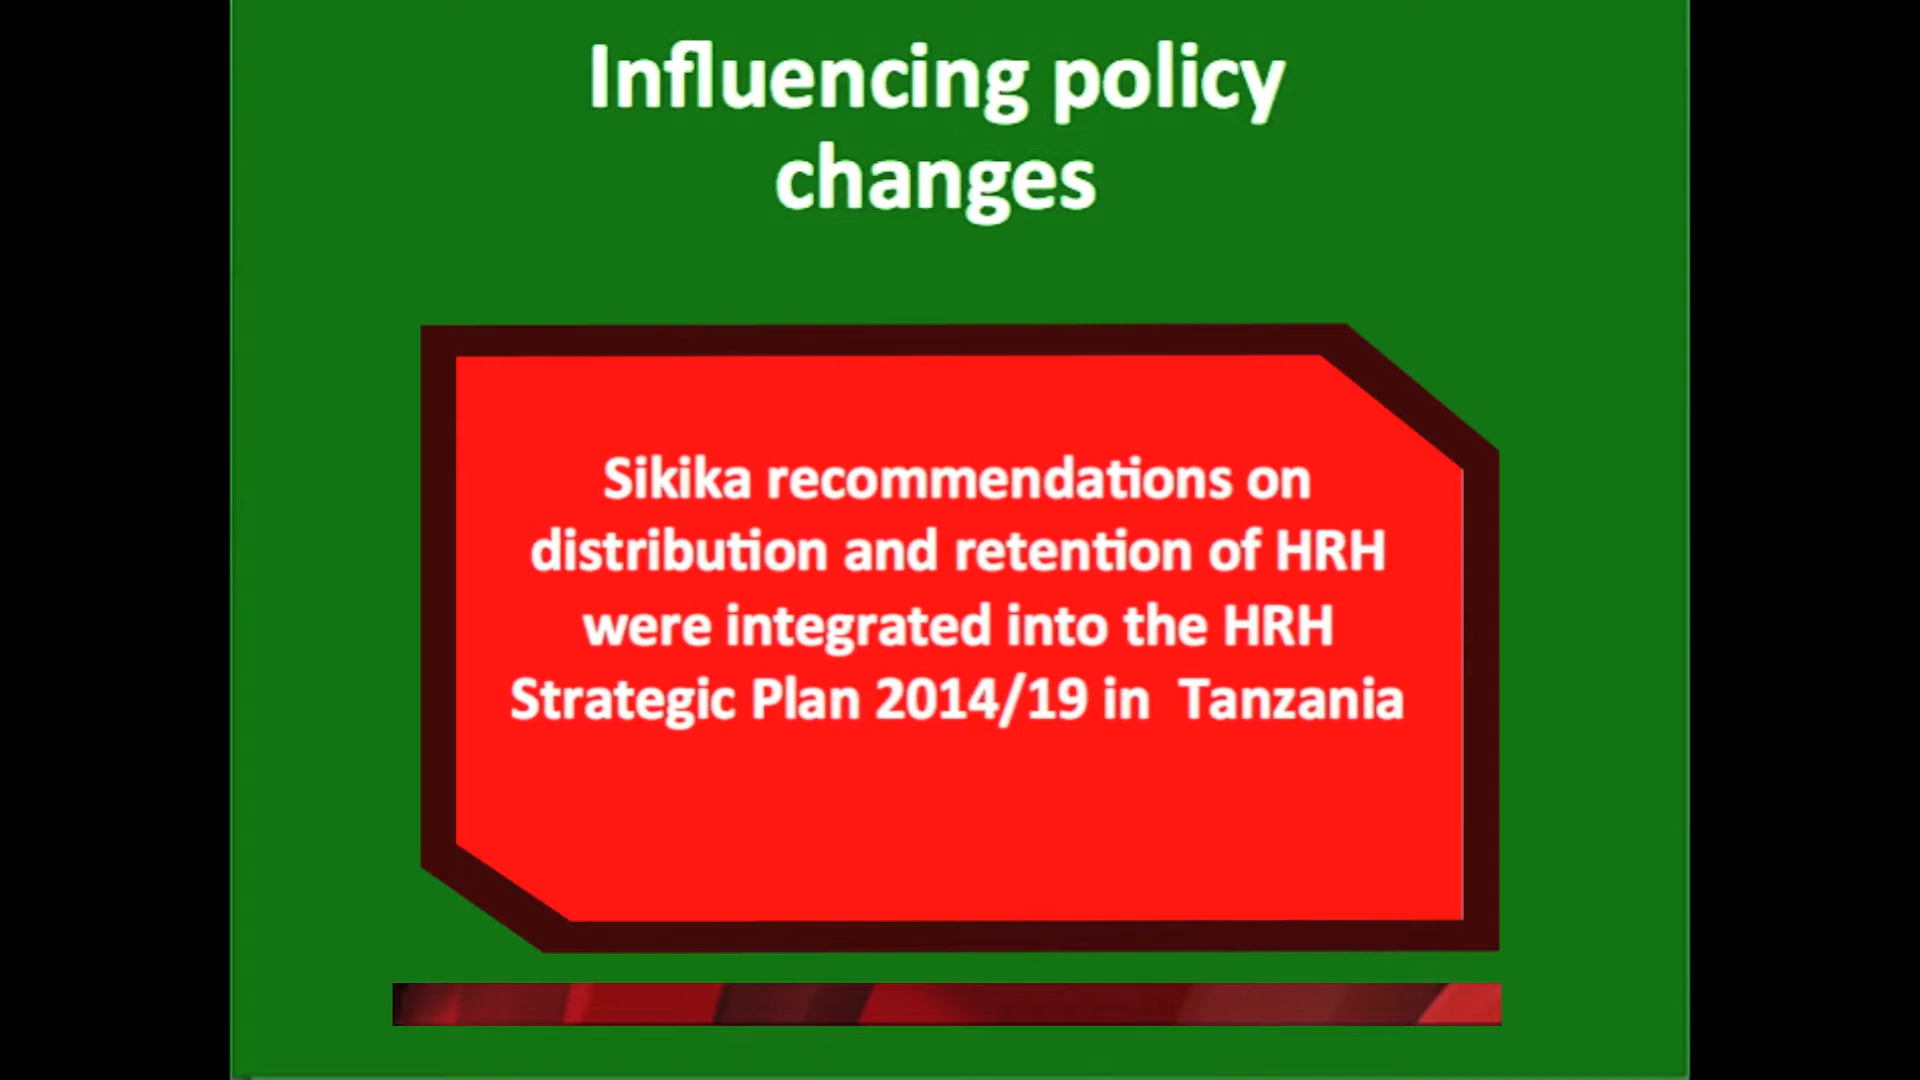 Influencing policy
changes
Sikika recommendations on
distribution and retention of HRH
were integrated into the HRH
Strategic Plan 2014/19 in  Tanzania